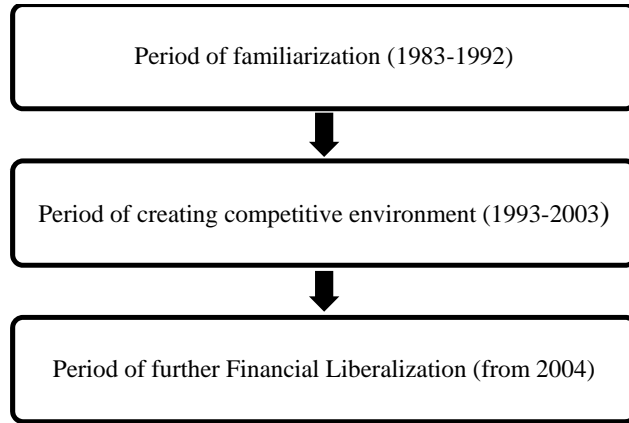 Period of familiarization (1983-1992)
Period of creating competitive environment (1993-2003)
Period of further Financial Liberalization (from 2004)